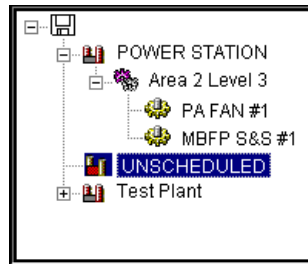 POWER STATION
Area 2 Level 3
PA FAN #1
MBFP S&S #1
UNSCHEDULED
Test Plant